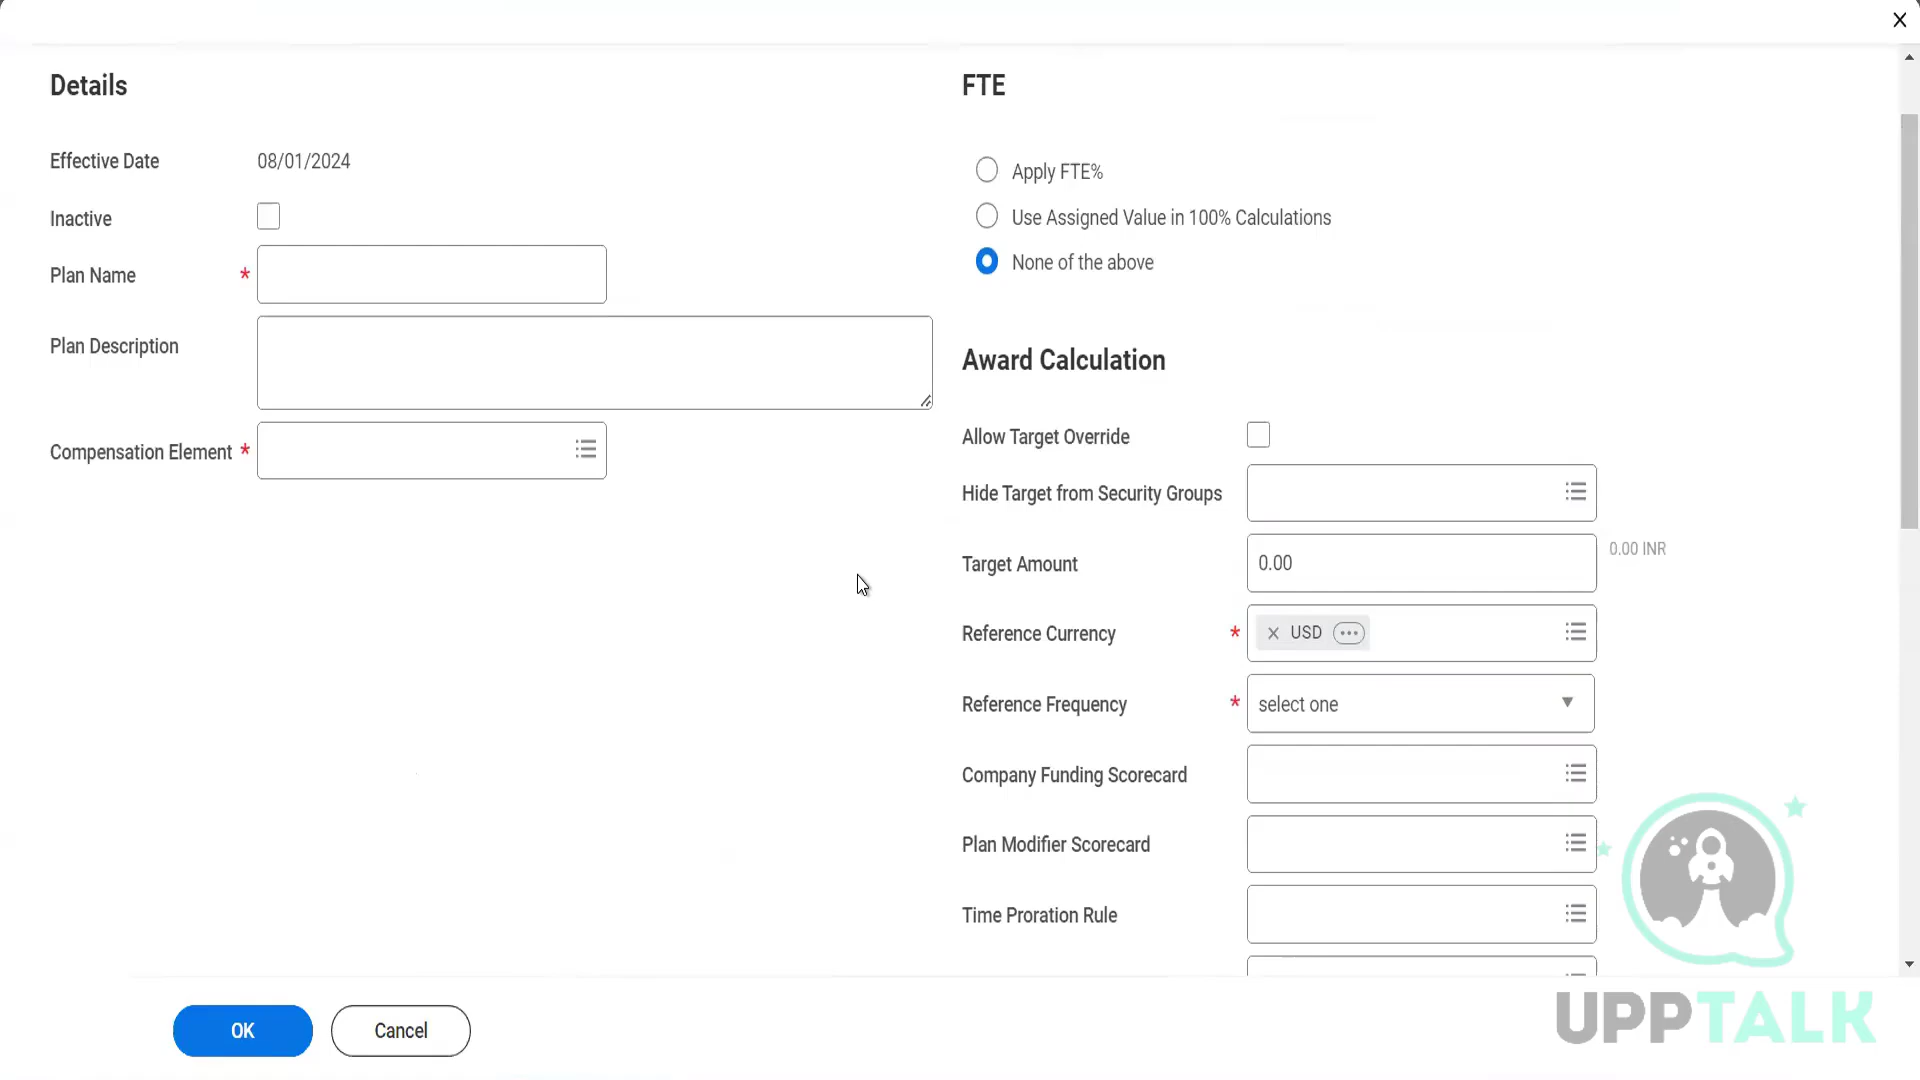 Details
Effective Date 08/01/2024
Inactive
Plan Name *
Plan Description
Compensation Element *
FTE
Apply FTE%
Use Assigned Value in 100% Calculations
None of the above
Award Calculation
Allow Target Override
Hide Target from Security Groups
Target Amount 0.00 0.00 INR
Reference Currency * × USD
Reference Frequency * select one
Company Funding Scorecard
Plan Modifier Scorecard
Time Proration Rule
OK Cancel
UPPTALK